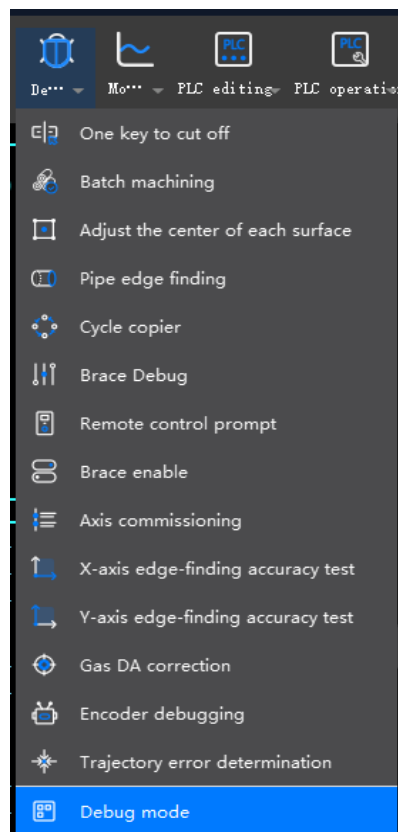 PLC
PLC
De… Mo… PLC editing PLC operatio
One key to cut off
Batch machining
Adjust the center of each surface
Pipe edge finding
Cycle copier
Brace Debug
Remote control prompt
Brace enable
Axis commissioning
X-axis edge-finding accuracy test
Y-axis edge-finding accuracy test
Gas DA correction
Encoder debugging
Trajectory error determination
Debug mode